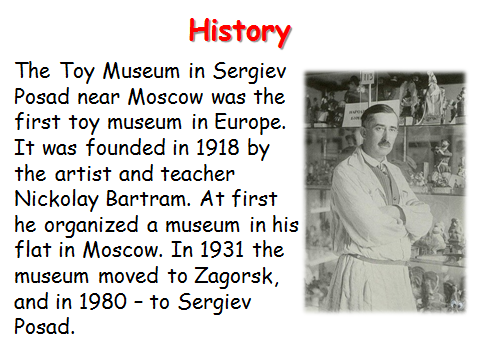 History
The Toy Museum in Sergiev
Posad near Moscow was the
first toy museum in Europe.
It was founded in 1918 by
the artist and teacher
Nickolay Bartram. At first
he organized a museum in his
flat in Moscow. In 1931 the
museum moved to Zagorsk,
and in 1980 – to Sergiev
Posad.